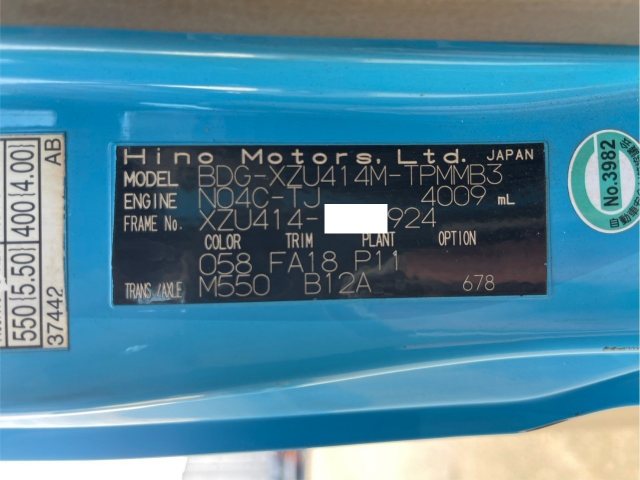 Hino Motors, Ltd. JAPAN
MODEL BDG-XZU414M-TPMMB3
ENGINE N04C-TJ 4009 mL
FRAME No. XZU414- 924
COLOR TRIM PLANT OPTION
058 FA18 P11
TRANS/AXLE M550 B12A 678
No.3982
550 5.50 400 4.00
37442 AB